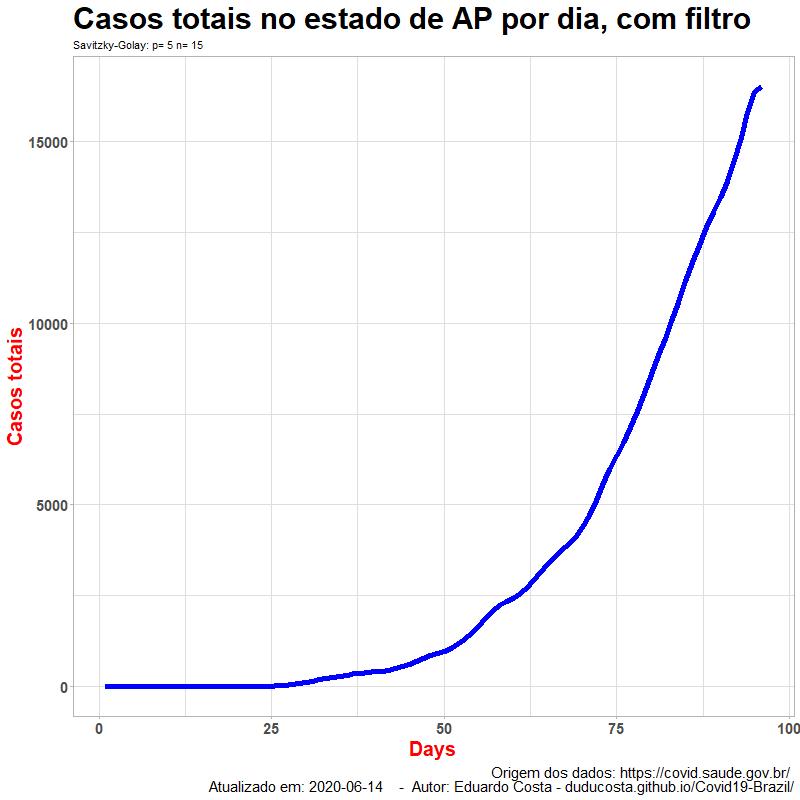 Casos totais no estado de AP por dia, com filtro
Savitzky-Golay: p= 5 n= 15
15000
10000
5000
0
Casos totais
0 25 50 75 100
Days
Origem dos dados: https://covid.saude.gov.br/
Atualizado em: 2020-06-14 - Autor: Eduardo Costa - duducosta.github.io/Covid19-Brazil/